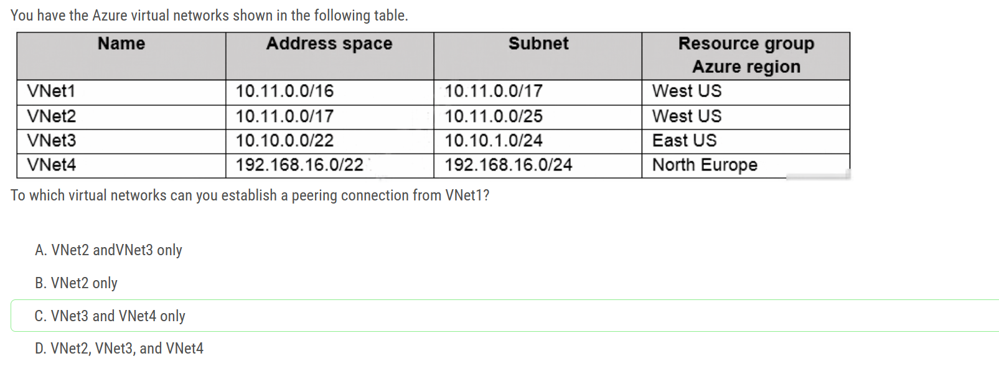 You have the Azure virtual networks shown in the following table.
Name Address space Subnet Resource group
Azure region
VNet1 10.11.0.0/16 10.11.0.0/17 West US
VNet2 10.11.0.0/17 10.11.0.0/25 West US
VNet3 10.10.0.0/22 10.10.1.0/24 East US
VNet4 192.168.16.0/22 192.168.16.0/24 North Europe
To which virtual networks can you establish a peering connection from VNet1?
A. VNet2 andVNet3 only
B. VNet2 only
C. VNet3 and VNet4 only
D. VNet2, VNet3, and VNet4